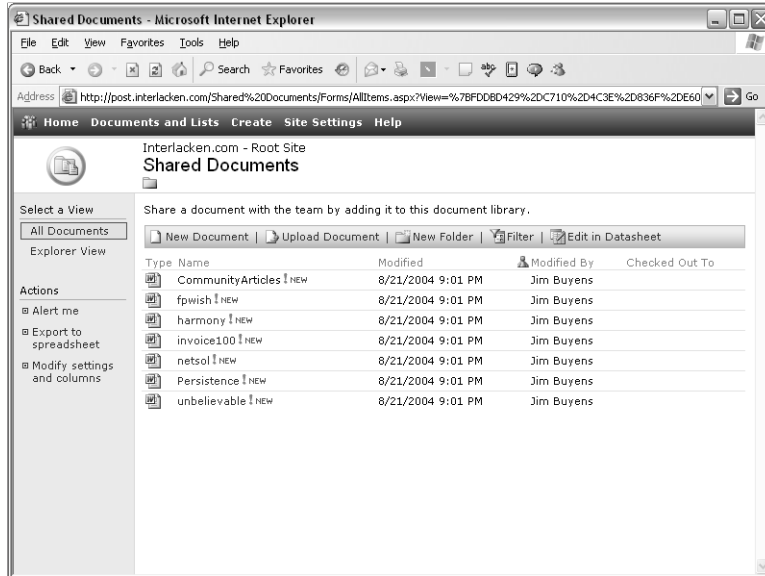 Shared Documents - Microsoft Internet Explorer
File Edit View Favorites Tools Help
Back Search Favorites
Address http://post.interlacken.com/Shared%20Documents/Forms/AllItems.aspx?View=%7BFDDBD429%2DC710%2D4C3E%2D836F%2DE60 Go
Home Documents and Lists Create Site Settings Help
Interlacken.com - Root Site
Shared Documents
Select a View
All Documents
Explorer View
Actions
Alert me
Export to
spreadsheet
Modify settings
and columns
Share a document with the team by adding it to this document library.
New Document | Upload Document | New Folder | Filter | Edit in Datasheet
Type Name Modified Modified By Checked Out To
CommunityArticles ! NEW 8/21/2004 9:01 PM Jim Buyens
fpwish ! NEW 8/21/2004 9:01 PM Jim Buyens
harmony ! NEW 8/21/2004 9:01 PM Jim Buyens
invoice100 ! NEW 8/21/2004 9:01 PM Jim Buyens
netsol ! NEW 8/21/2004 9:01 PM Jim Buyens
Persistence ! NEW 8/21/2004 9:01 PM Jim Buyens
unbelievable ! NEW 8/21/2004 9:01 PM Jim Buyens